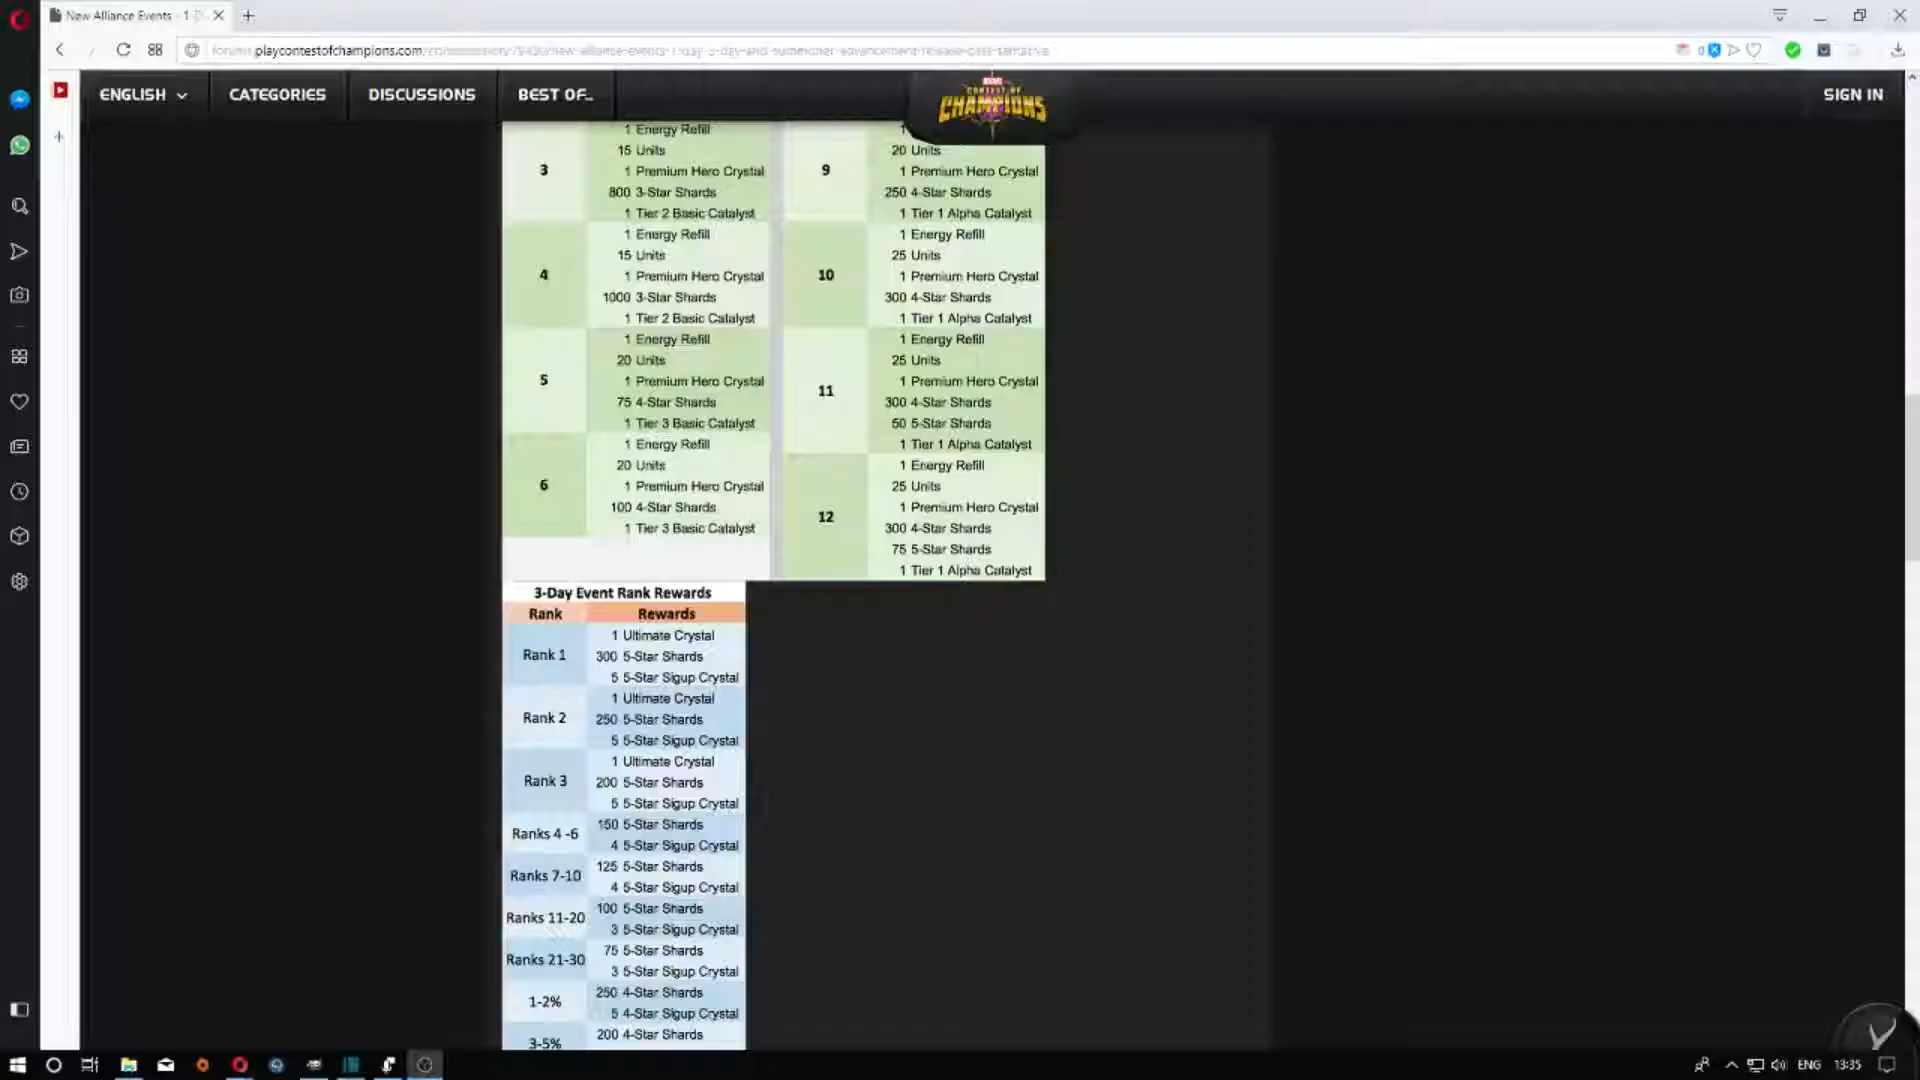 New Alliance Events - 1
playcontestofchampions.com
ENGLISH
CATEGORIES
DISCUSSIONS
BEST OF...
MARVEL
CONTEST OF
CHAMPIONS
SIGN IN
3
1 Energy Refill
15 Units
1 Premium Hero Crystal
800 3-Star Shards
1 Tier 2 Basic Catalyst
4
1 Energy Refill
15 Units
1 Premium Hero Crystal
1000 3-Star Shards
1 Tier 2 Basic Catalyst
5
1 Energy Refill
20 Units
1 Premium Hero Crystal
75 4-Star Shards
1 Tier 3 Basic Catalyst
6
1 Energy Refill
20 Units
1 Premium Hero Crystal
100 4-Star Shards
1 Tier 3 Basic Catalyst
9
1
20 Units
1 Premium Hero Crystal
250 4-Star Shards
1 Tier 1 Alpha Catalyst
10
1 Energy Refill
25 Units
1 Premium Hero Crystal
300 4-Star Shards
1 Tier 1 Alpha Catalyst
11
1 Energy Refill
25 Units
1 Premium Hero Crystal
300 4-Star Shards
50 5-Star Shards
1 Tier 1 Alpha Catalyst
12
1 Energy Refill
25 Units
1 Premium Hero Crystal
300 4-Star Shards
75 5-Star Shards
1 Tier 1 Alpha Catalyst
3-Day Event Rank Rewards
Rank Rewards
Rank 1
1 Ultimate Crystal
300 5-Star Shards
5 5-Star Sigup Crystal
Rank 2
1 Ultimate Crystal
250 5-Star Shards
5 5-Star Sigup Crystal
Rank 3
1 Ultimate Crystal
200 5-Star Shards
5 5-Star Sigup Crystal
Ranks 4 -6
150 5-Star Shards
4 5-Star Sigup Crystal
Ranks 7-10
125 5-Star Shards
4 5-Star Sigup Crystal
Ranks 11-20
100 5-Star Shards
3 5-Star Sigup Crystal
Ranks 21-30
75 5-Star Shards
3 5-Star Sigup Crystal
1-2%
250 4-Star Shards
5 4-Star Sigup Crystal
3-5%
200 4-Star Shards
ENG
13:35